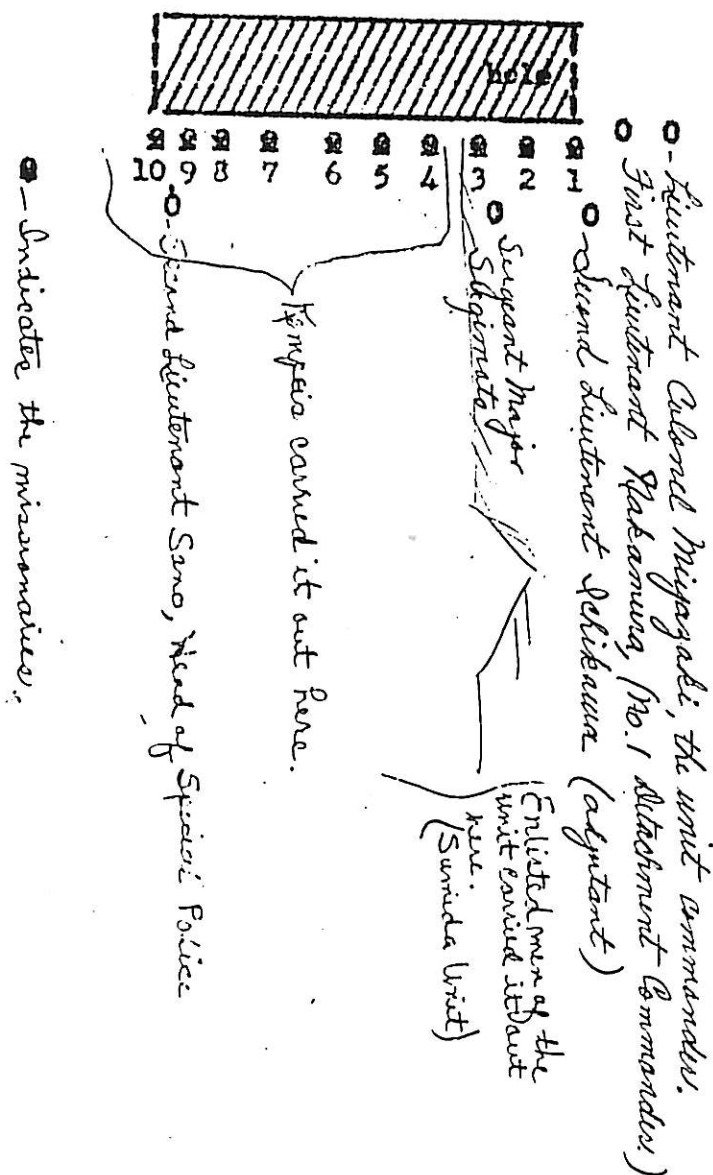 hole
O - Lieutenant Colonel Miyazaki, the unit commander.
O First Lieutenant Nakamura, (No. 1 Detachment Commander.)
O - Second Lieutenant Ichikawa (adjutant)
1
2
3
4
5
6
7
8
9
10
O Sergeant Major
Sugimoto
Enlisted men of the
unit carried it out
here.
(Sumida Unit)
Kempeis carried it out here.
O - Second Lieutenant Sano, Head of Special Police
- Indicates the missionaries.